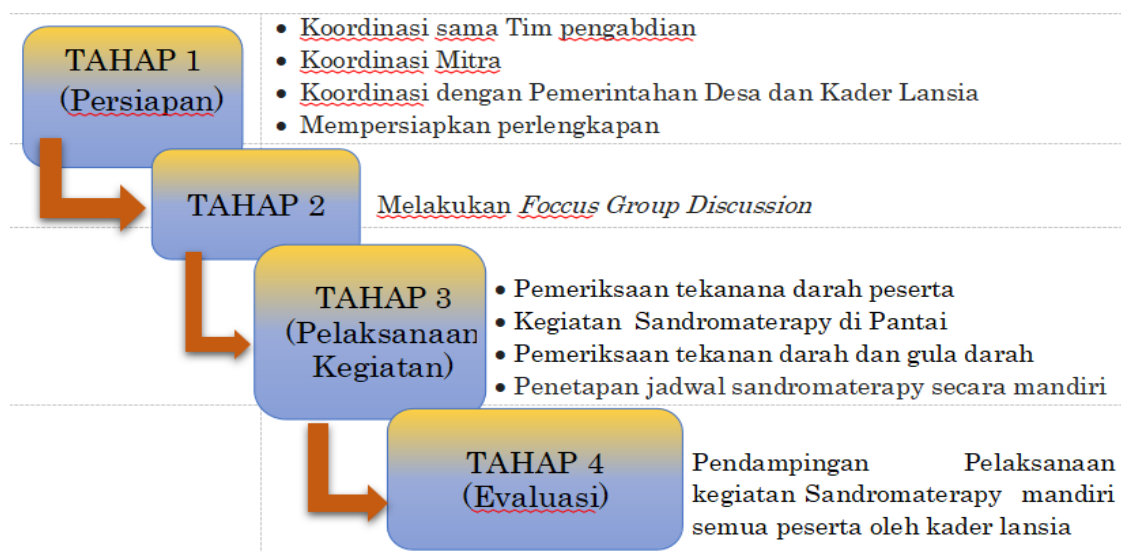 TAHAP 1
(Persiapan)
• Koordinasi sama Tim pengabdian
• Koordinasi Mitra
• Koordinasi dengan Pemerintahan Desa dan Kader Lansia
• Mempersiapkan perlengkapan
TAHAP 2
Melakukan Foccus Group Discussion
TAHAP 3
(Pelaksanaan
Kegiatan)
• Pemeriksaan tekanana darah peserta
• Kegiatan Sandromaterapy di Pantai
• Pemeriksaan tekanan darah dan gula darah
• Penetapan jadwal sandromaterapy secara mandiri
TAHAP 4
(Evaluasi)
Pendampingan Pelaksanaan
kegiatan Sandromaterapy mandiri
semua peserta oleh kader lansia